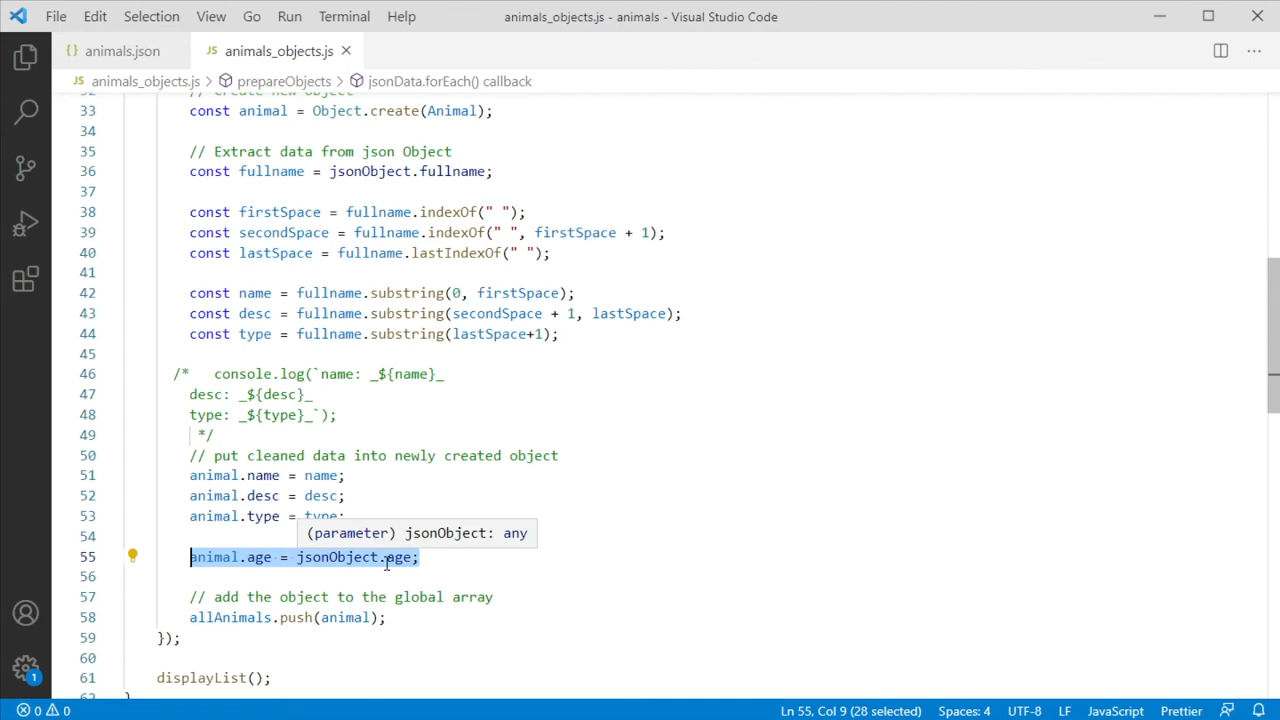 File Edit Selection View Go Run Terminal Help
animals_objects.js - animals - Visual Studio Code
{} animals.json
JS animals_objects.js
JS animals_objects.js > prepareObjects > jsonData.forEach() callback
32 // Create new object
33 const animal = Object.create(Animal);
34
35 // Extract data from json Object
36 const fullname = jsonObject.fullname;
37
38 const firstSpace = fullname.indexOf(" ");
39 const secondSpace = fullname.indexOf(" ", firstSpace + 1);
40 const lastSpace = fullname.lastIndexOf(" ");
41
42 const name = fullname.substring(0, firstSpace);
43 const desc = fullname.substring(secondSpace + 1, lastSpace);
44 const type = fullname.substring(lastSpace+1);
45
46 /* console.log(`name: _${name}_
47 desc: _${desc}_
48 type: _${type}_`);
49 */
50 // put cleaned data into newly created object
51 animal.name = name;
52 animal.desc = desc;
53 animal.type = type;
54
(parameter) jsonObject: any
55 animal.age = jsonObject.age;
56
57 // add the object to the global array
58 allAnimals.push(animal);
59 });
60
61 displayList();
62 }
1
0 0
Ln 55, Col 9 (28 selected) Spaces: 4 UTF-8 LF JavaScript Prettier